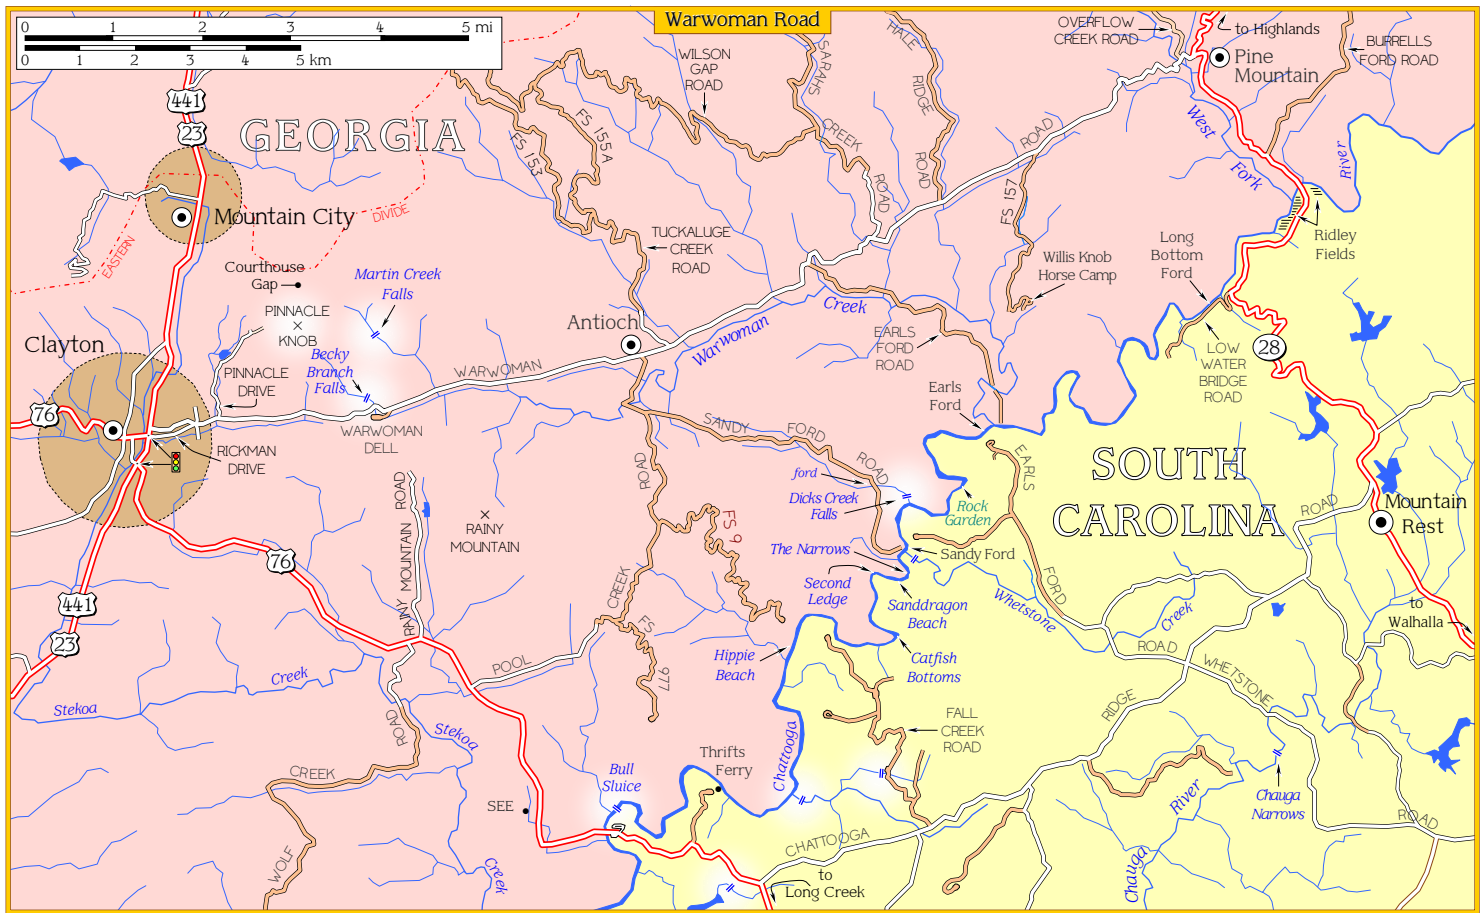 Warwoman Road
0 1 2 3 4 5 mi
0 1 2 3 4 5 km
OVERFLOW
CREEK ROAD
to Highlands
Pine
Mountain
BURRELLS
FORD ROAD
WILSON
GAP
ROAD
SARAHS
CREEK
ROAD
HALE
RIDGE
ROAD
441
23
GEORGIA
FS 155A
FS 153
ROAD
West
Fork
River
Mountain City
EASTERN
DIVIDE
FS 157
TUCKALUGE
CREEK
ROAD
Long
Bottom
Ford
Ridley
Fields
Willis Knob
Horse Camp
Courthouse
Gap
Martin Creek
Falls
PINNACLE
KNOB
Clayton
Antioch
Warwoman
Creek
EARLS
FORD
ROAD
28
LOW
WATER
BRIDGE
ROAD
Becky
Branch
Falls
PINNACLE
DRIVE
WARWOMAN
Earls
Ford
76
WARWOMAN
DELL
RICKMAN
DRIVE
SANDY
FORD
ROAD
ford
Dicks Creek
Falls
Rock
Garden
EARLS
FORD
SOUTH
CAROLINA
ROAD
Mountain
Rest
RAINY MOUNTAIN ROAD
RAINY
MOUNTAIN
ROAD
CREEK
POOL
FS 9
The Narrows
Sandy Ford
Second
Ledge
Sanddragon
Beach
Whetstone
Creek
76
441
23
to
Walhalla
FS
977
Hippie
Beach
Catfish
Bottoms
ROAD
WHETSTONE
Creek
Stekoa
Stekoa
Creek
ROAD
CREEK
WOLF
FALL
CREEK
ROAD
RIDGE
Chattooga
Thrifts
Ferry
Bull
Sluice
SEE
River
Chauga
Chauga
Narrows
ROAD
CHATTOOGA
to
Long Creek